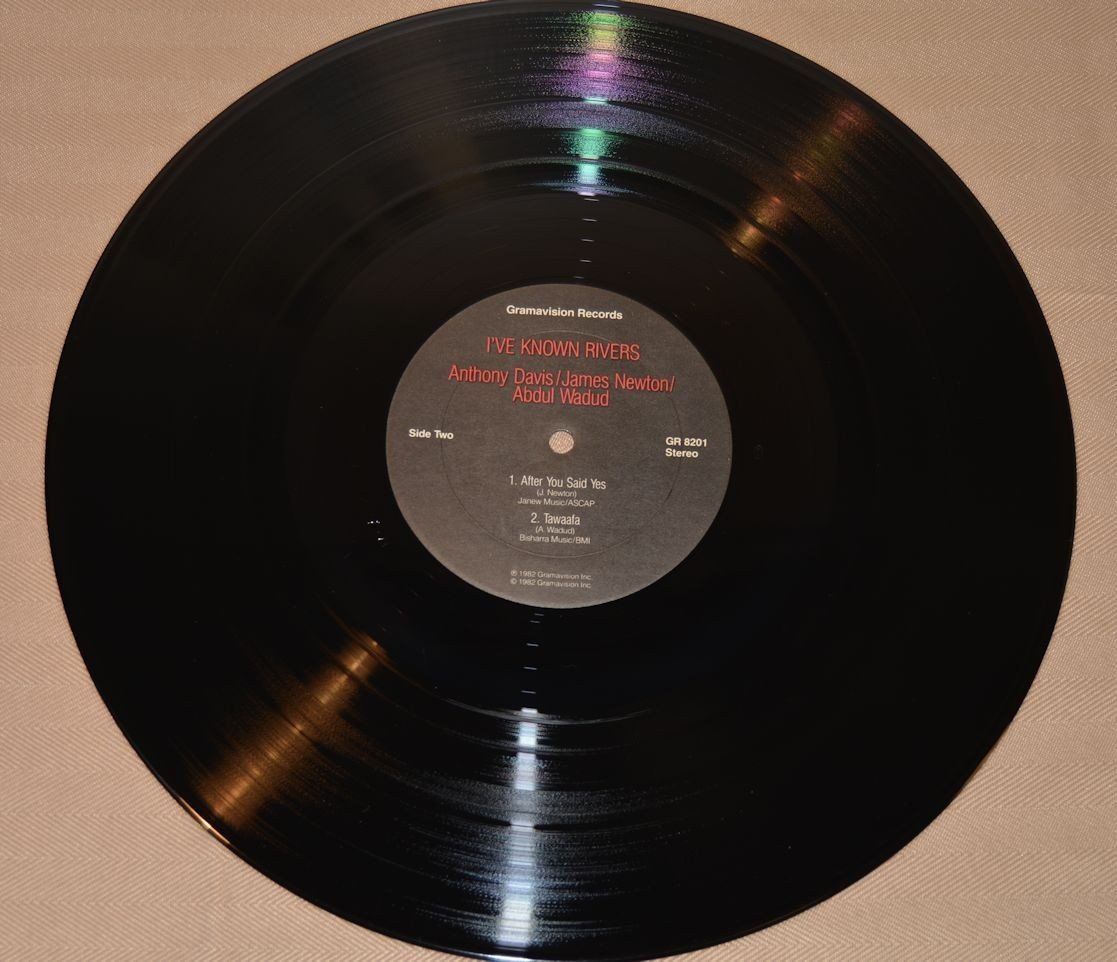 Gramavision Records
I'VE KNOWN RIVERS
Anthony Davis/James Newton/
Abdul Wadud
Side Two
GR 8201
Stereo
1. After You Said Yes
(J. Newton)
Janew Music/ASCAP
2. Tawaafa
(A. Wadud)
Bisharra Music/BMI
℗ 1982 Gramavision Inc.
© 1982 Gramavision Inc.